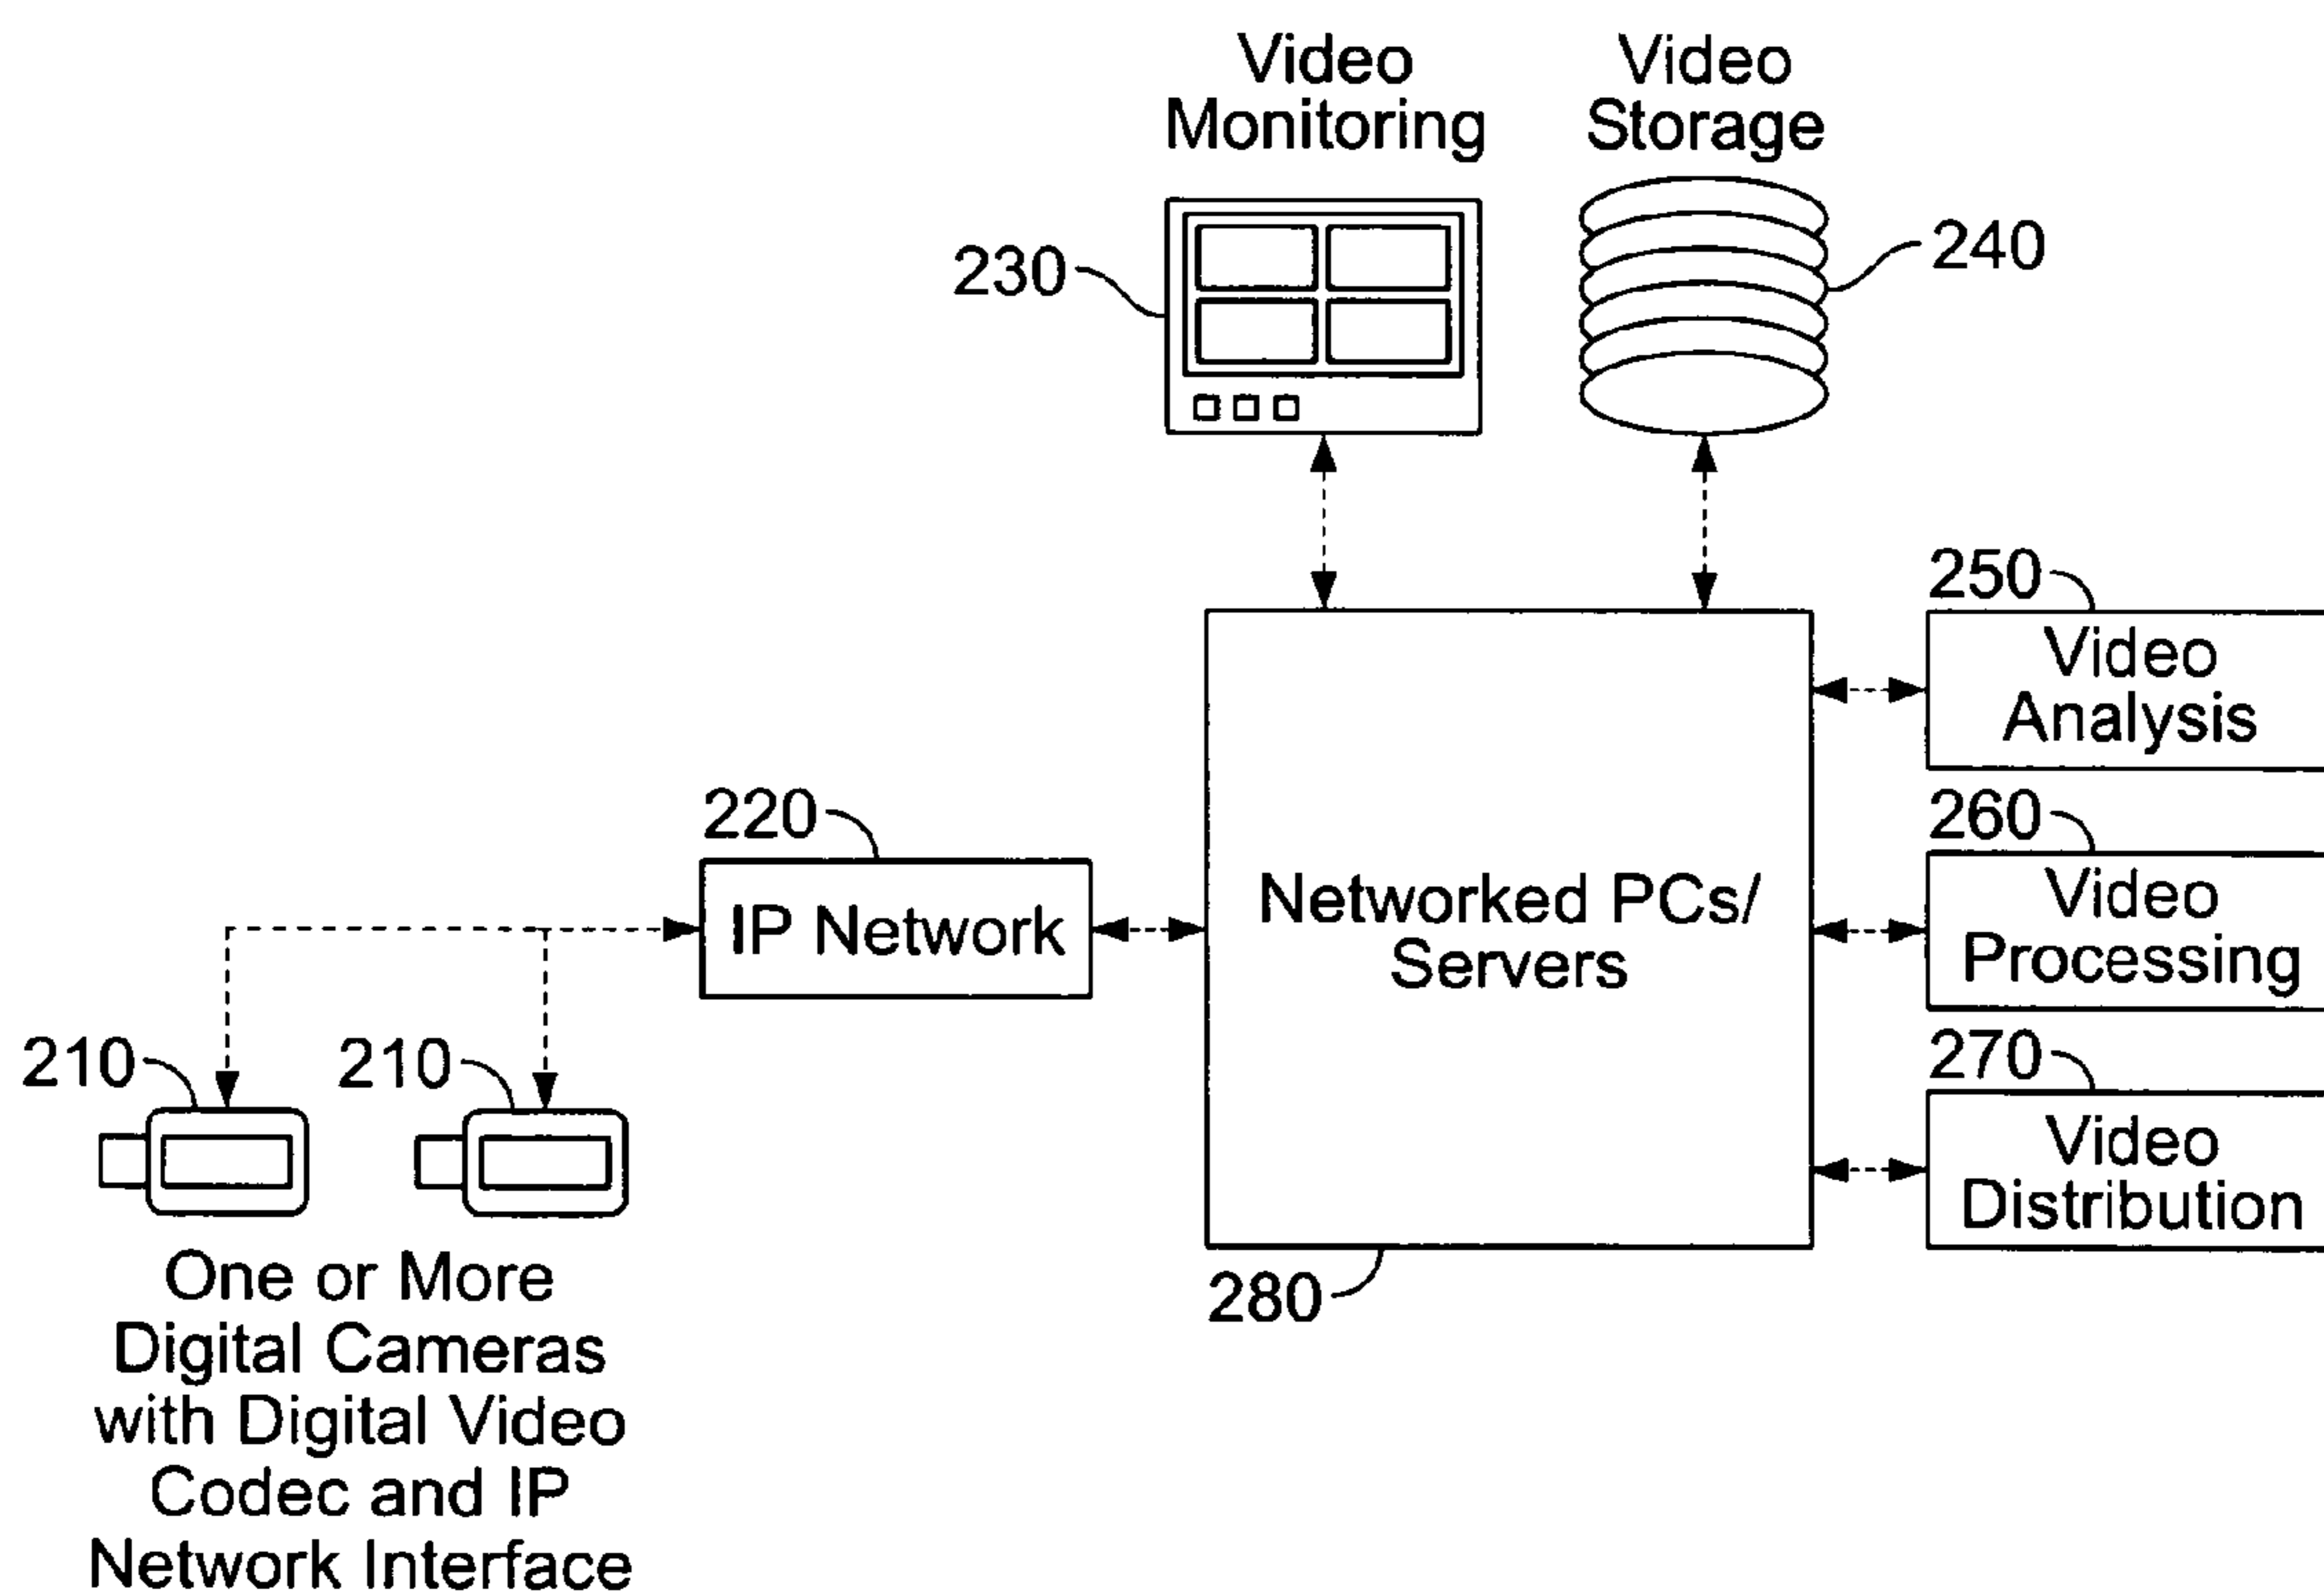 Video
Monitoring
Video
Storage
230
240
250
Video
Analysis
220
260
IP Network
Networked PCs/
Servers
Video
Processing
210
210
270
Video
Distribution
280
One or More
Digital Cameras
with Digital Video
Codec and IP
Network Interface